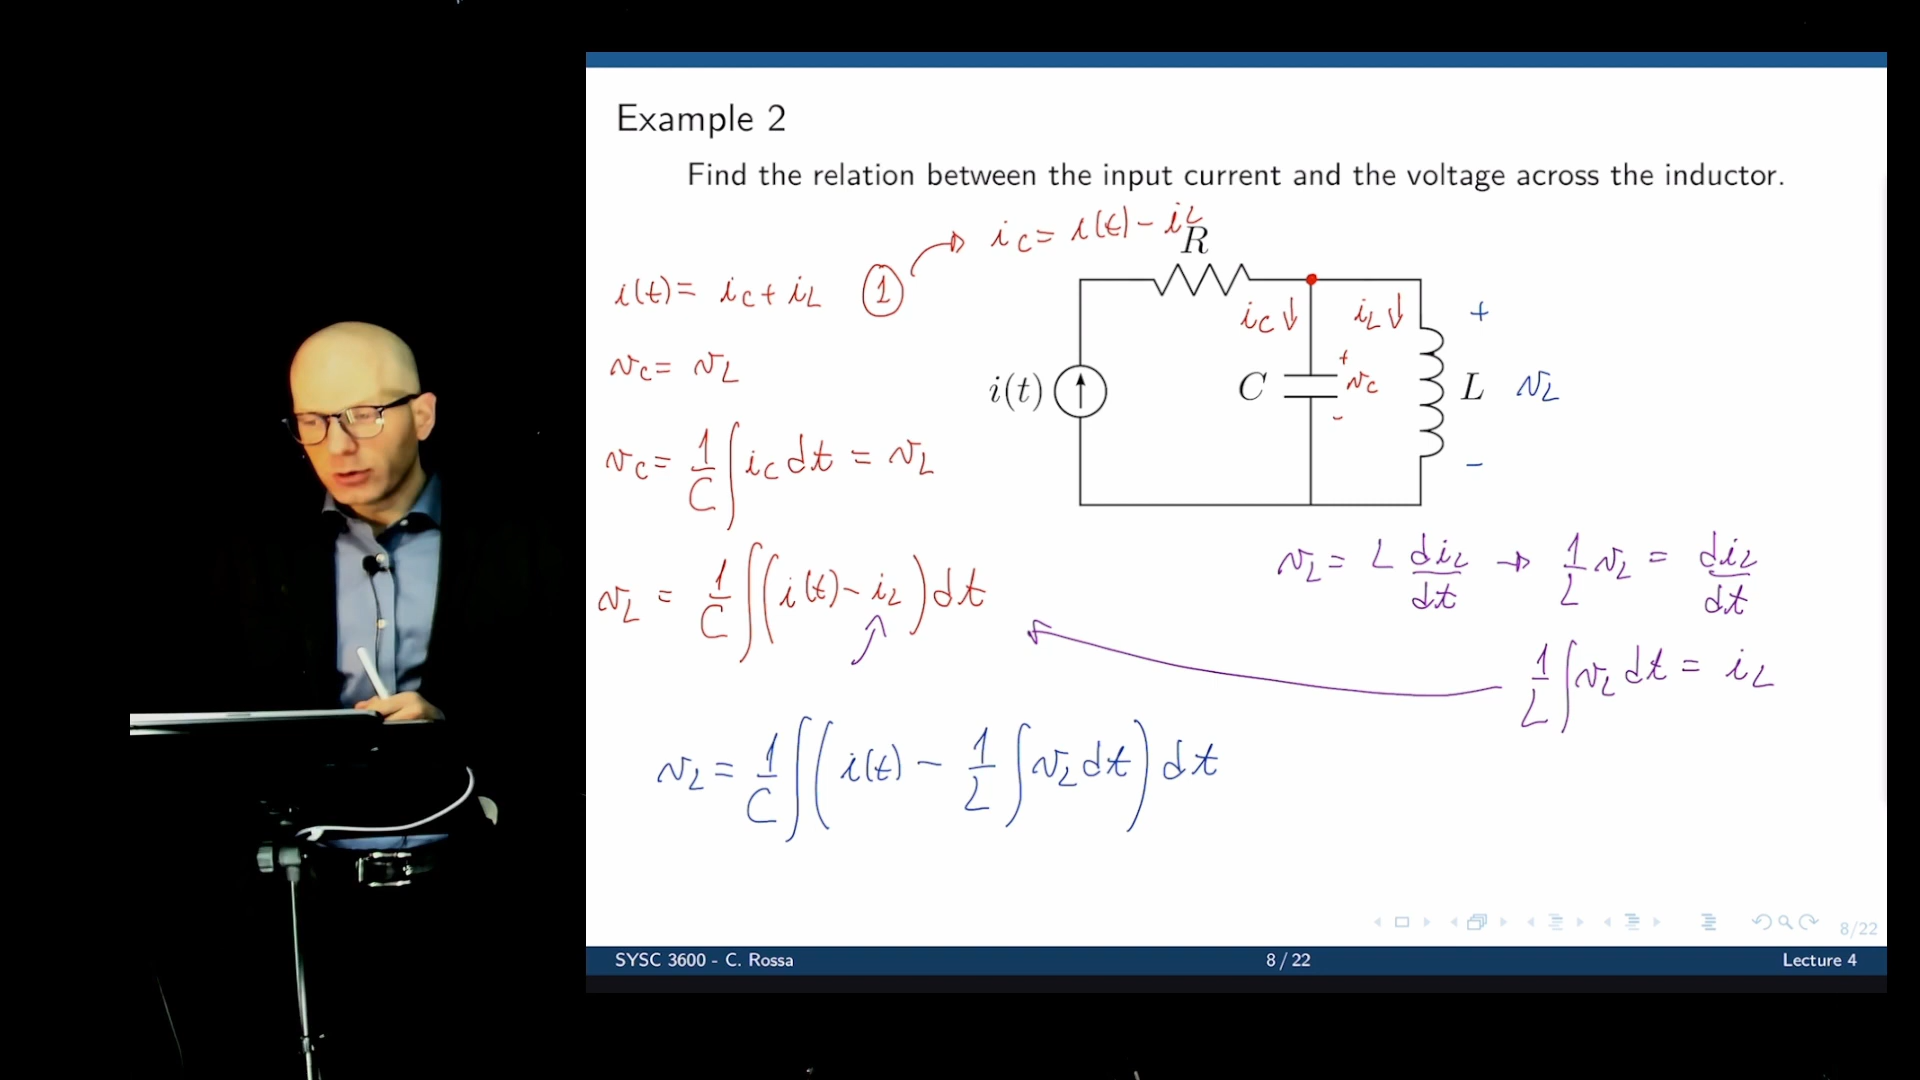 Example 2
Find the relation between the input current and the voltage across the inductor.
i_C = i(t) - i_L
R
i(t) = i_C + i_L ①
i_C ↓ i_L ↓ +
v_C = v_L
i(t) C + v_C - L v_L
-
v_C = 1/C ∫ i_C dt = v_L
v_L = L di_L/dt → 1/L v_L = di_L/dt
v_L = 1/C ∫ (i(t) - i_L) dt
1/L ∫ v_L dt = i_L
v_L = 1/C ∫ (i(t) - 1/L ∫ v_L dt) dt
8/22
SYSC 3600 - C. Rossa 8 / 22 Lecture 4